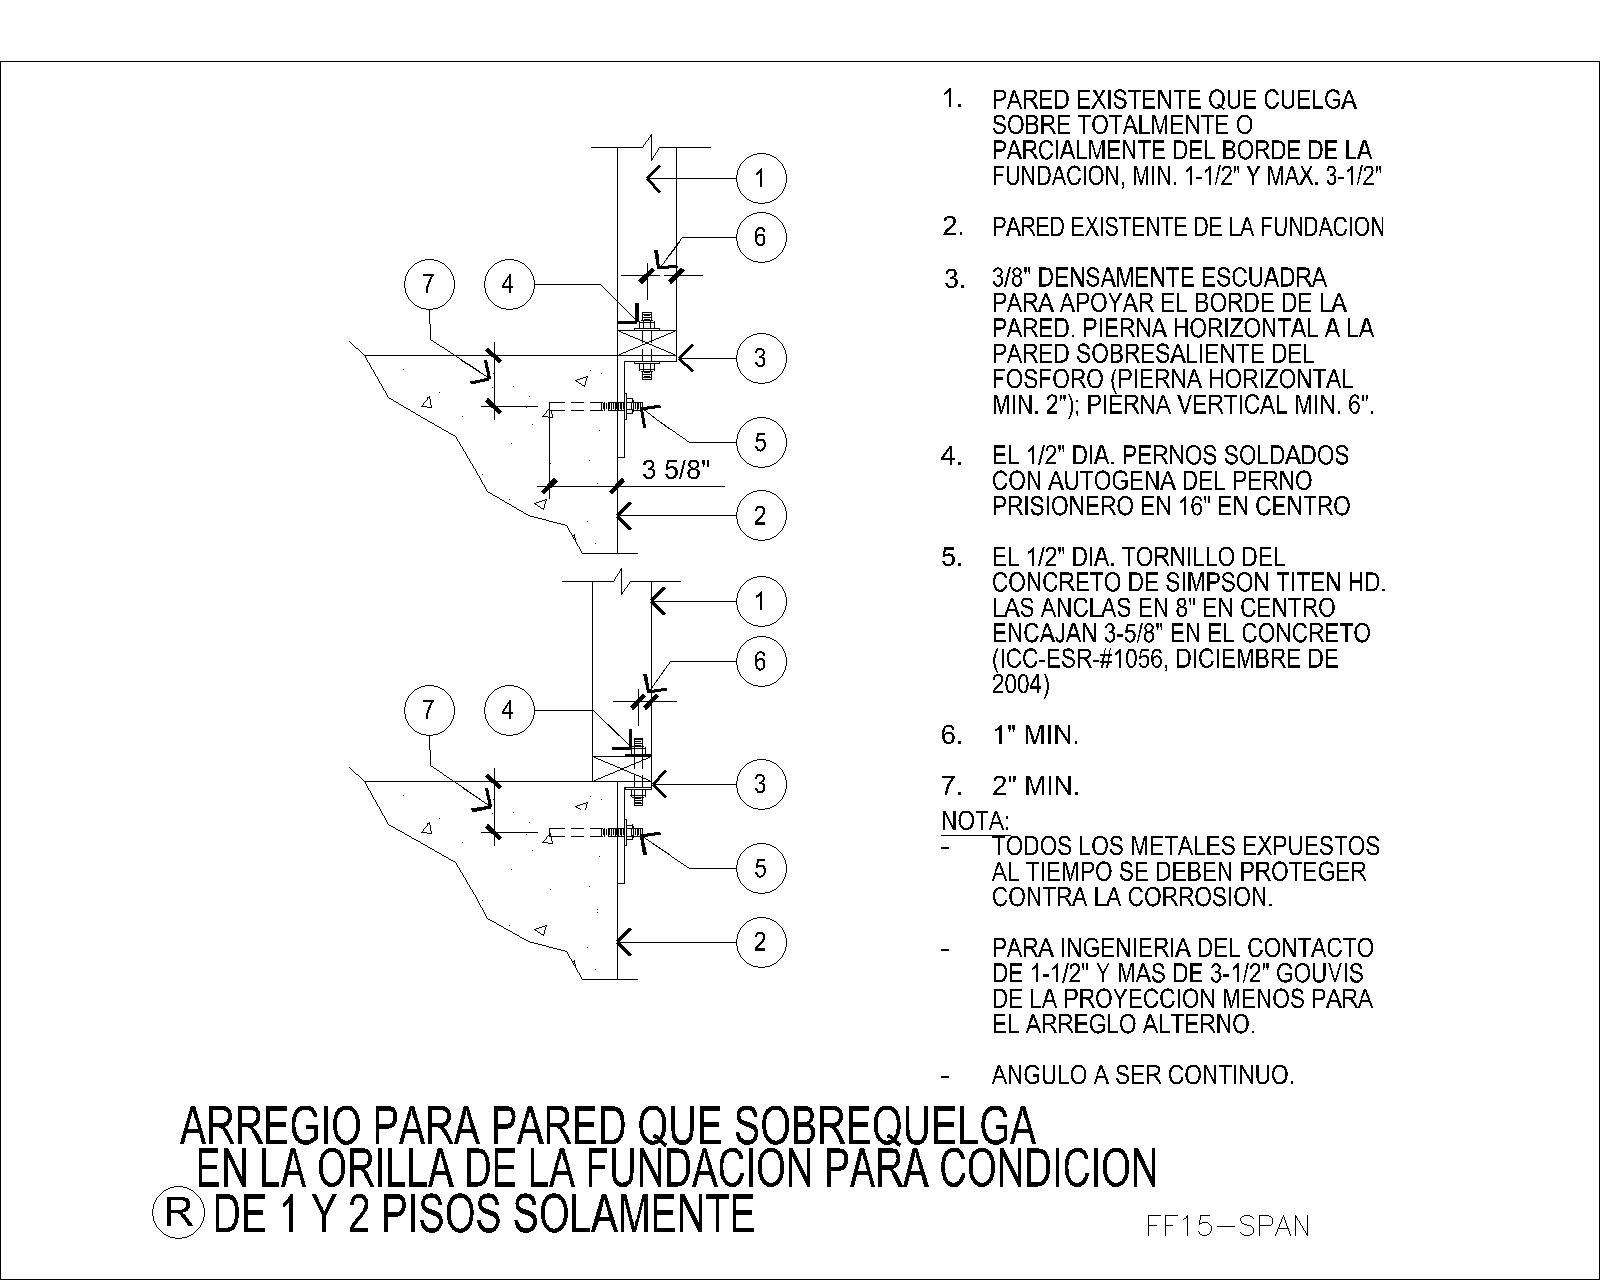 1. PARED EXISTENTE QUE CUELGA
SOBRE TOTALMENTE O
PARCIALMENTE DEL BORDE DE LA
FUNDACION, MIN. 1-1/2" Y MAX. 3-1/2"
2. PARED EXISTENTE DE LA FUNDACION
3. 3/8" DENSAMENTE ESCUADRA
PARA APOYAR EL BORDE DE LA
PARED. PIERNA HORIZONTAL A LA
PARED SOBRESALIENTE DEL
FOSFORO (PIERNA HORIZONTAL
MIN. 2"); PIERNA VERTICAL MIN. 6".
4. EL 1/2" DIA. PERNOS SOLDADOS
CON AUTOGENA DEL PERNO
PRISIONERO EN 16" EN CENTRO
5. EL 1/2" DIA. TORNILLO DEL
CONCRETO DE SIMPSON TITEN HD.
LAS ANCLAS EN 8" EN CENTRO
ENCAJAN 3-5/8" EN EL CONCRETO
(ICC-ESR-#1056, DICIEMBRE DE
2004)
6. 1" MIN.
7. 2" MIN.
NOTA:
- TODOS LOS METALES EXPUESTOS
AL TIEMPO SE DEBEN PROTEGER
CONTRA LA CORROSION.
- PARA INGENIERIA DEL CONTACTO
DE 1-1/2" Y MAS DE 3-1/2" GOUVIS
DE LA PROYECCION MENOS PARA
EL ARREGLO ALTERNO.
- ANGULO A SER CONTINUO.
1
6
7 4
3
5
3 5/8"
2
1
6
7 4
3
5
2
ARREGIO PARA PARED QUE SOBREQUELGA
EN LA ORILLA DE LA FUNDACION PARA CONDICION
R DE 1 Y 2 PISOS SOLAMENTE
FF15-SPAN